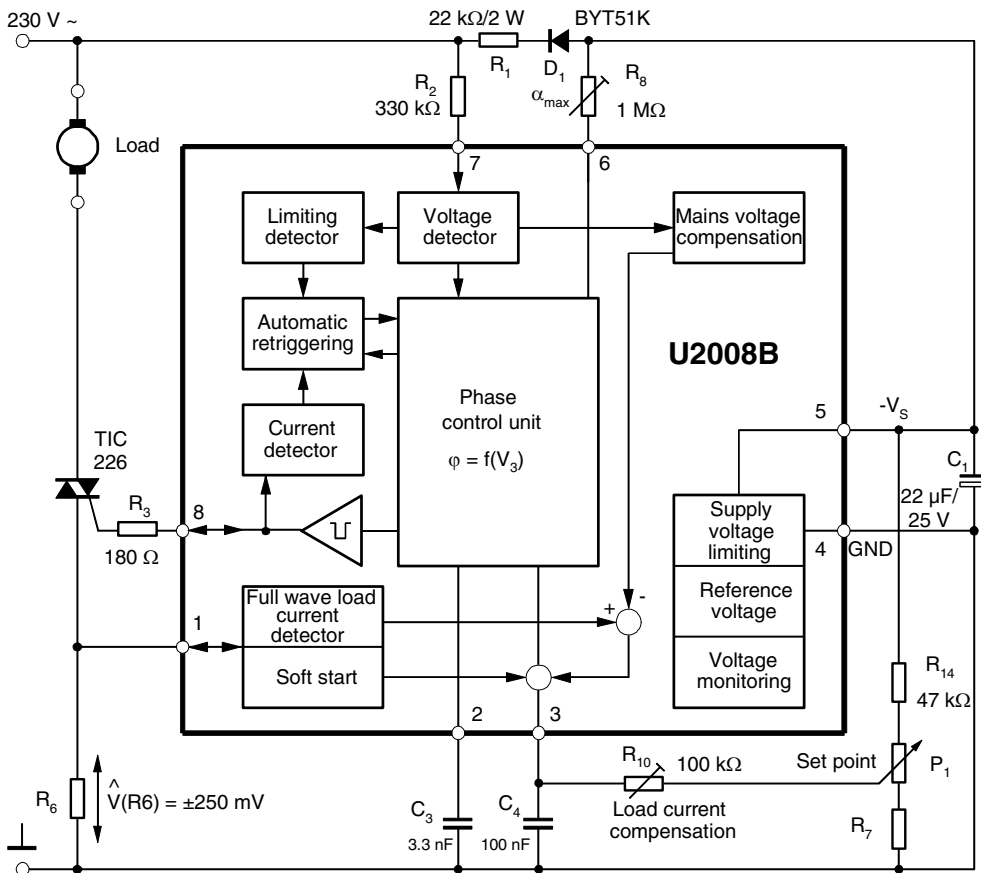 230 V ~
22 kΩ/2 W
BYT51K
R1
D1
R2
330 kΩ
αmax
R8
1 MΩ
Load
7
6
Limiting
detector
Voltage
detector
Mains voltage
compensation
Automatic
retriggering
U2008B
Phase
control unit
φ = f(V3)
Current
detector
TIC
226
R3
180 Ω
8
5
-VS
C1
22 µF/
25 V
Supply
voltage
limiting
4
GND
Reference
voltage
Voltage
monitoring
1
Full wave load
current
detector
Soft start
+
-
R14
47 kΩ
2
3
R10
100 kΩ
Set point
P1
Load current
compensation
R6
^
V(R6) = ±250 mV
C3
3.3 nF
C4
100 nF
R7